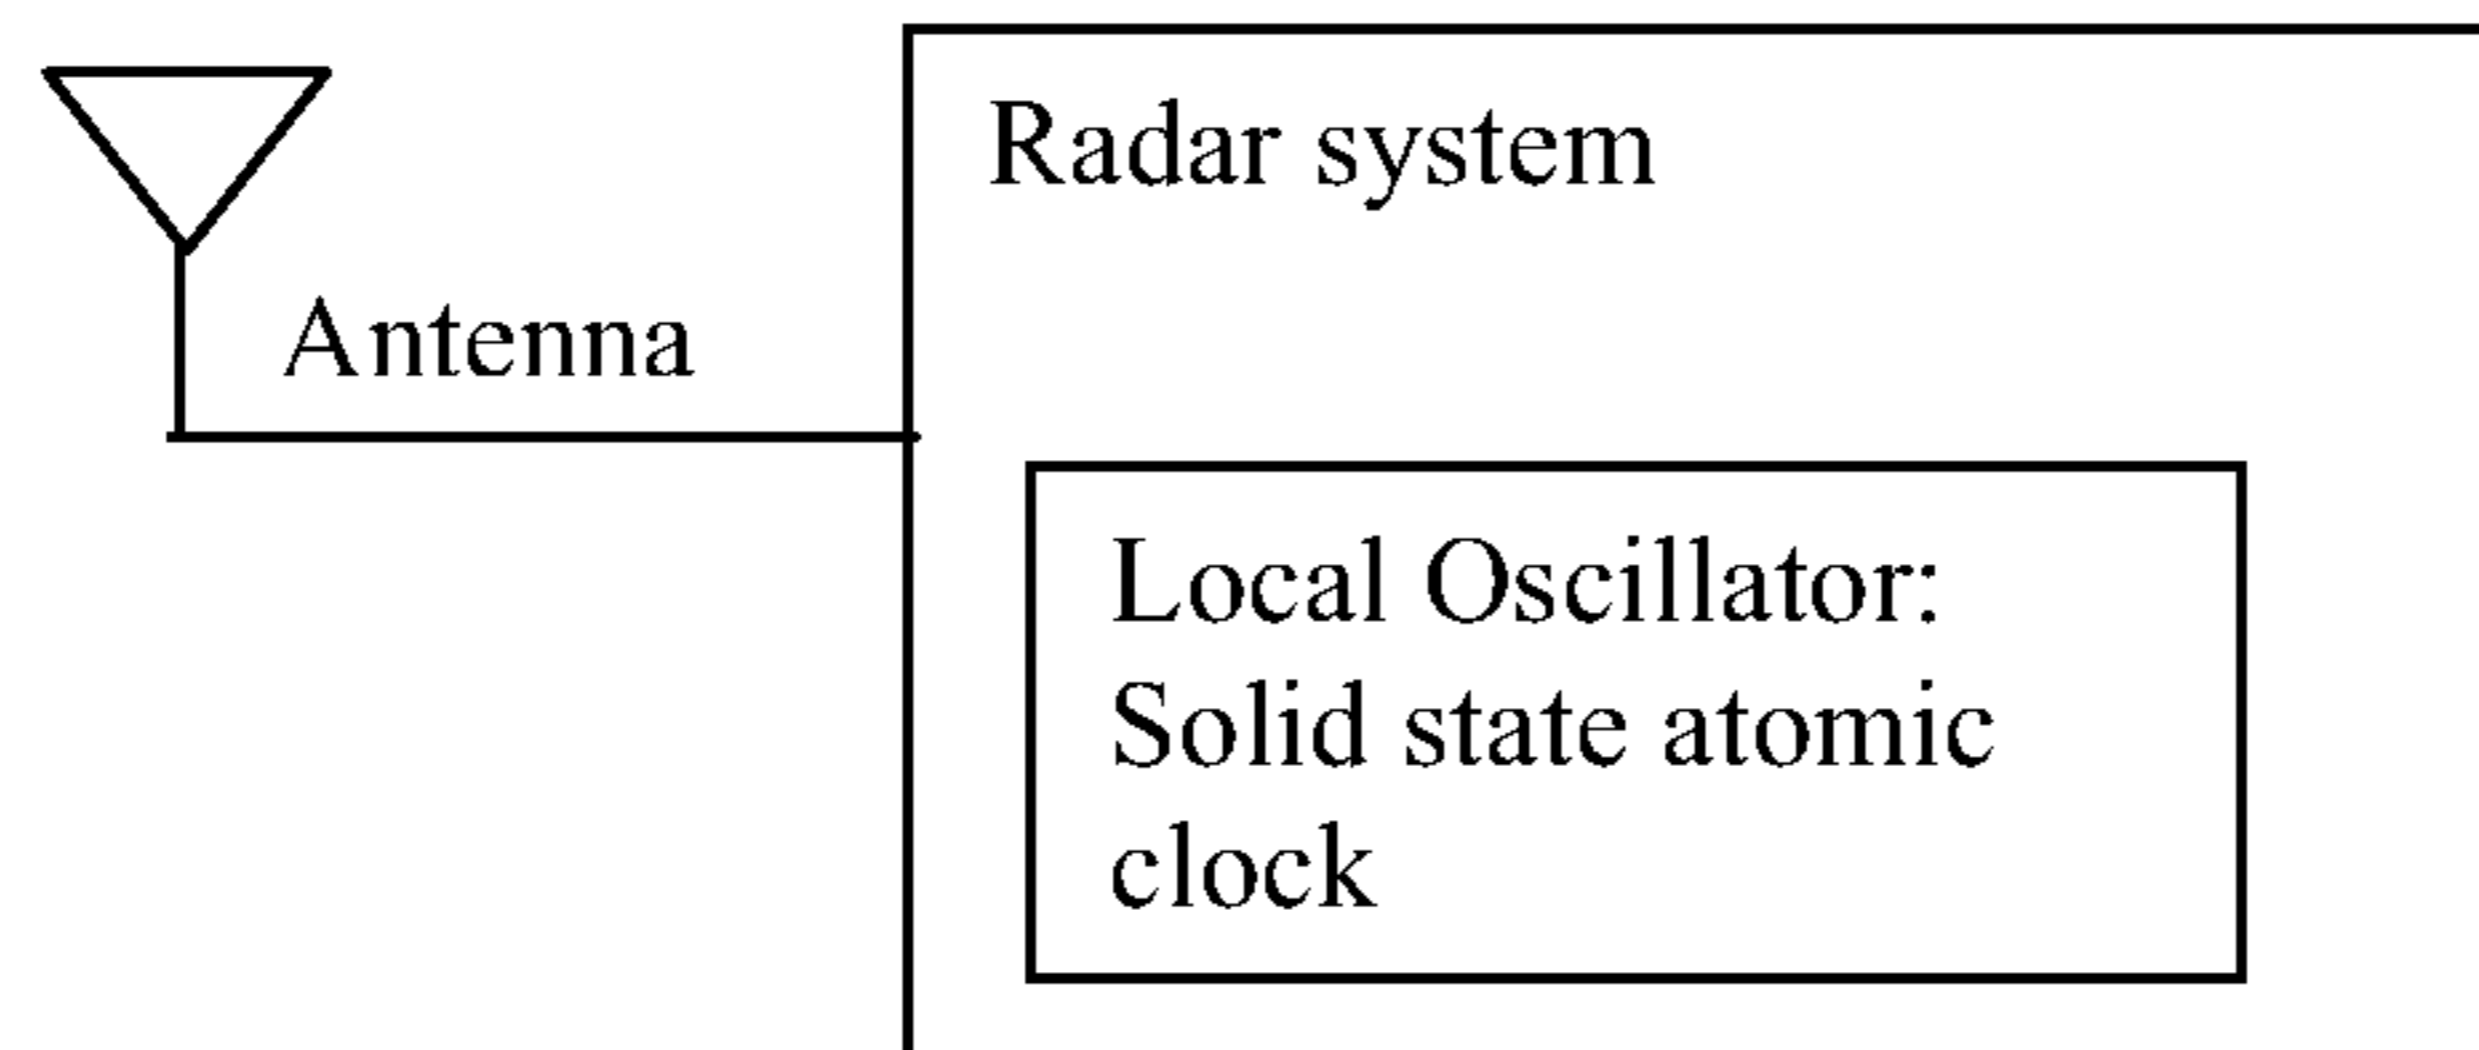 Radar system
Antenna
Local Oscillator:
Solid state atomic
clock